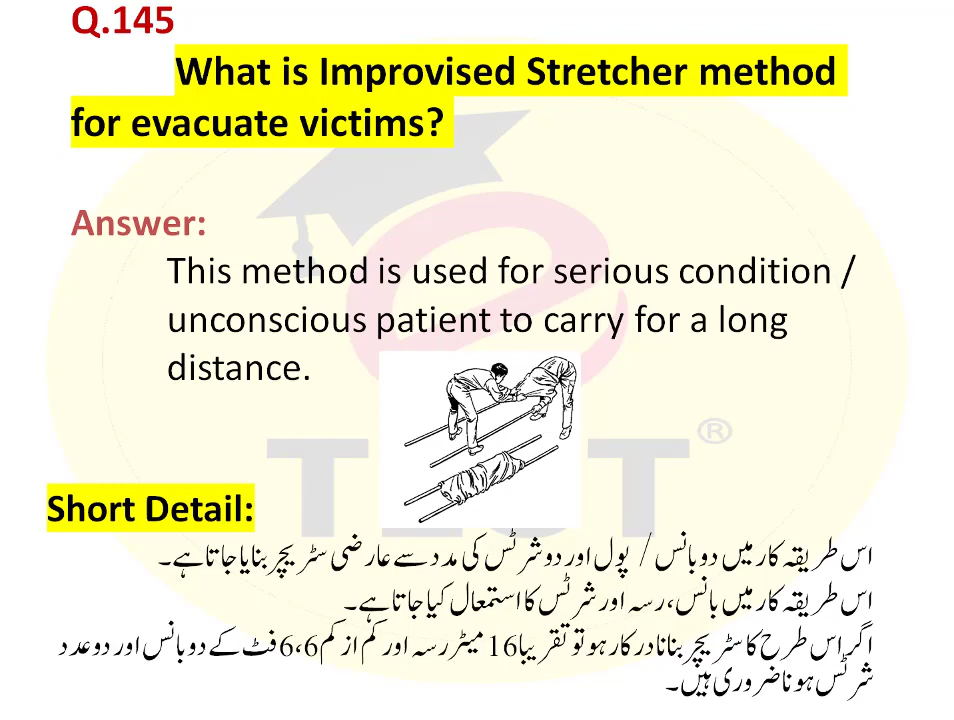 Q.145
What is Improvised Stretcher method
for evacuate victims?
Answer:
This method is used for serious condition /
unconscious patient to carry for a long
distance.
TEST ®
Short Detail:
اس طریقہ کار میں دو بانس / پول اور دو شرٹس کی مدد سے عارضی سٹریچر بنایا جاتا ہے۔
اس طریقہ کار میں بانس، رسہ اور شرٹس کا استعمال کیا جاتا ہے۔
اگر اس طرح کا سٹریچر بنانا درکار ہو تو تقریبا 16 میٹر رسہ اور کم از کم 6،6 فٹ کے دو بانس اور دو عدد
شرٹس ہونا ضروری ہیں۔